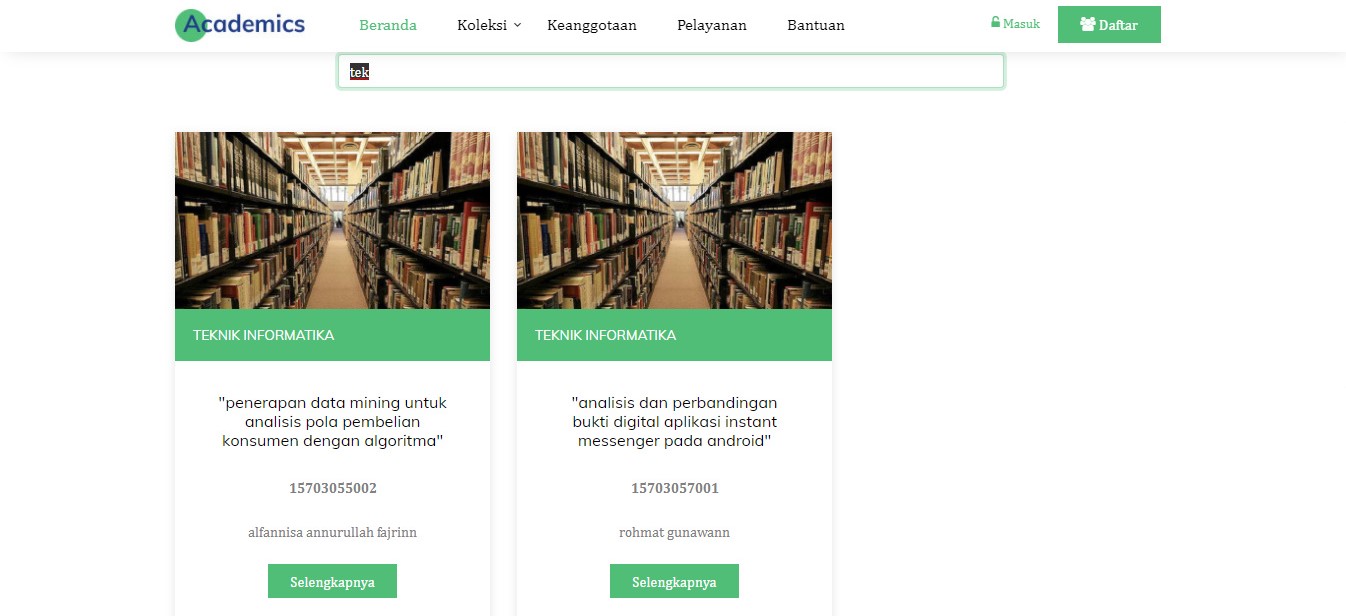 Academics
Beranda Koleksi Keanggotaan Pelayanan Bantuan Masuk Daftar
tek
TEKNIK INFORMATIKA
"penerapan data mining untuk
analisis pola pembelian
konsumen dengan algoritma"
15703055002
alfannisa annurullah fajrinn
Selengkapnya
TEKNIK INFORMATIKA
"analisis dan perbandingan
bukti digital aplikasi instant
messenger pada android"
15703057001
rohmat gunawann
Selengkapnya